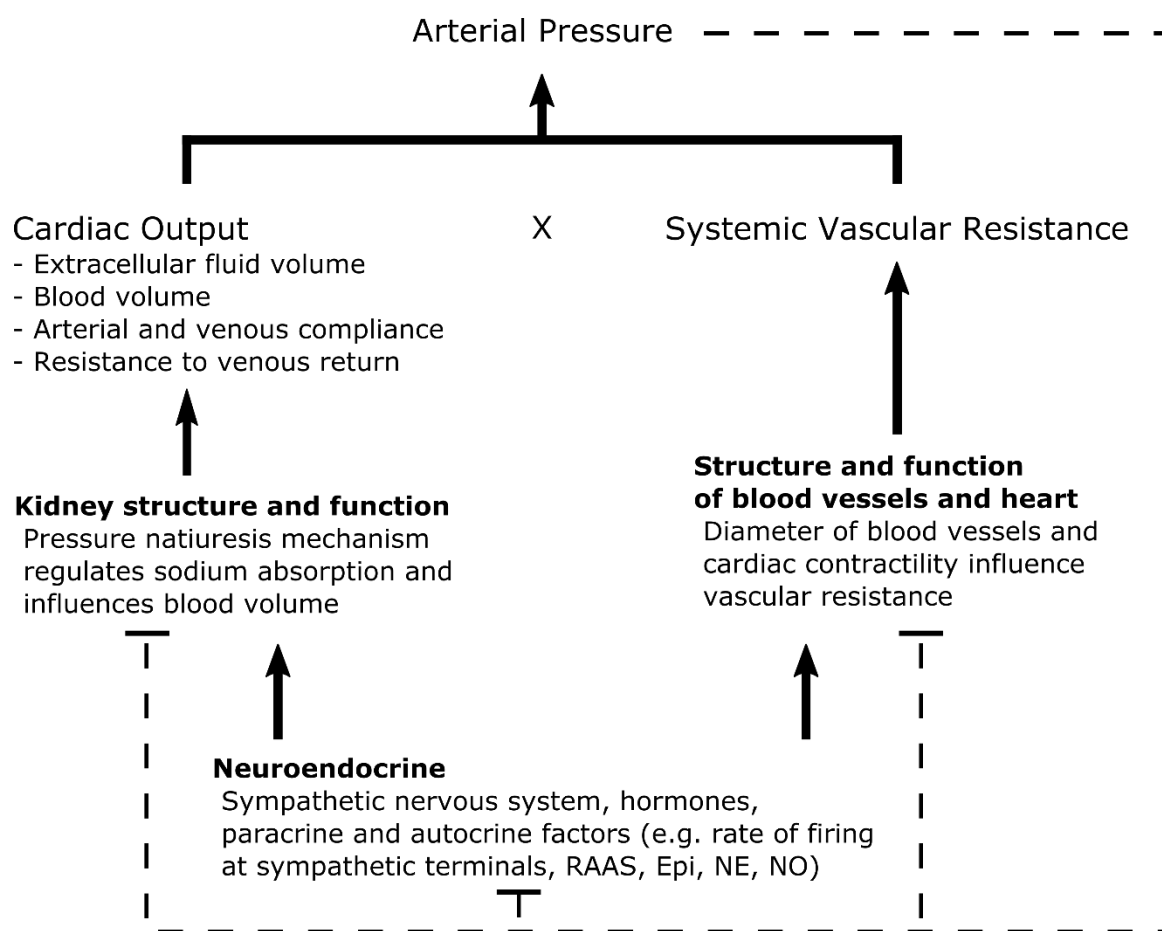 Arterial Pressure
Cardiac Output
X
Systemic Vascular Resistance
- Extracellular fluid volume
- Blood volume
- Arterial and venous compliance
- Resistance to venous return
Kidney structure and function
Pressure natiuresis mechanism
regulates sodium absorption and
influences blood volume
Structure and function
of blood vessels and heart
Diameter of blood vessels and
cardiac contractility influence
vascular resistance
Neuroendocrine
Sympathetic nervous system, hormones,
paracrine and autocrine factors (e.g. rate of firing
at sympathetic terminals, RAAS, Epi, NE, NO)